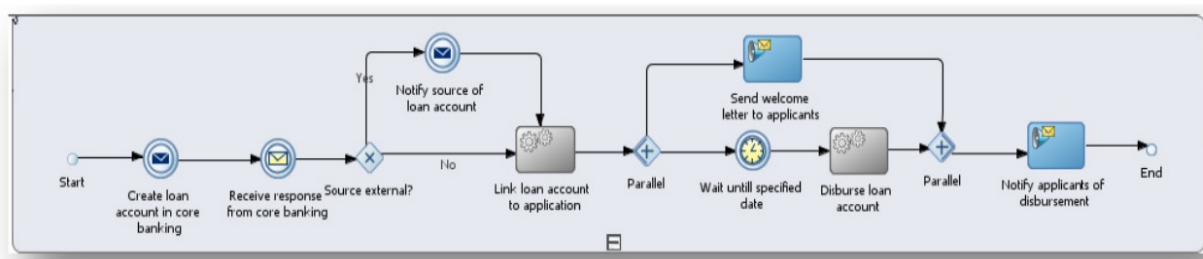 Start
Create loan
account in core
banking
Receive response
from core banking
Source external?
Yes
No
Notify source of
loan account
Link loan account
to application
Parallel
Send welcome
letter to applicants
Wait untill specified
date
Disburse loan
account
Parallel
Notify applicants of
disbursement
End